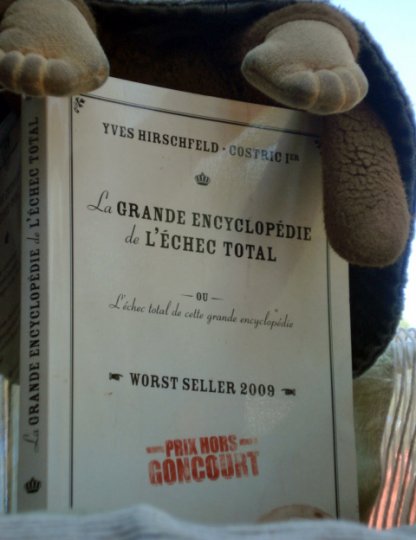 YVES HIRSCHFELD · COSTRIC 1ER
La GRANDE ENCYCLOPÉDIE
de L'ÉCHEC TOTAL
— OU —
L'échec total de cette grande encyclopédie
WORST SELLER 2009
PRIX HORS
GONCOURT
La GRANDE ENCYCLOPÉDIE de L'ÉCHEC TOTAL